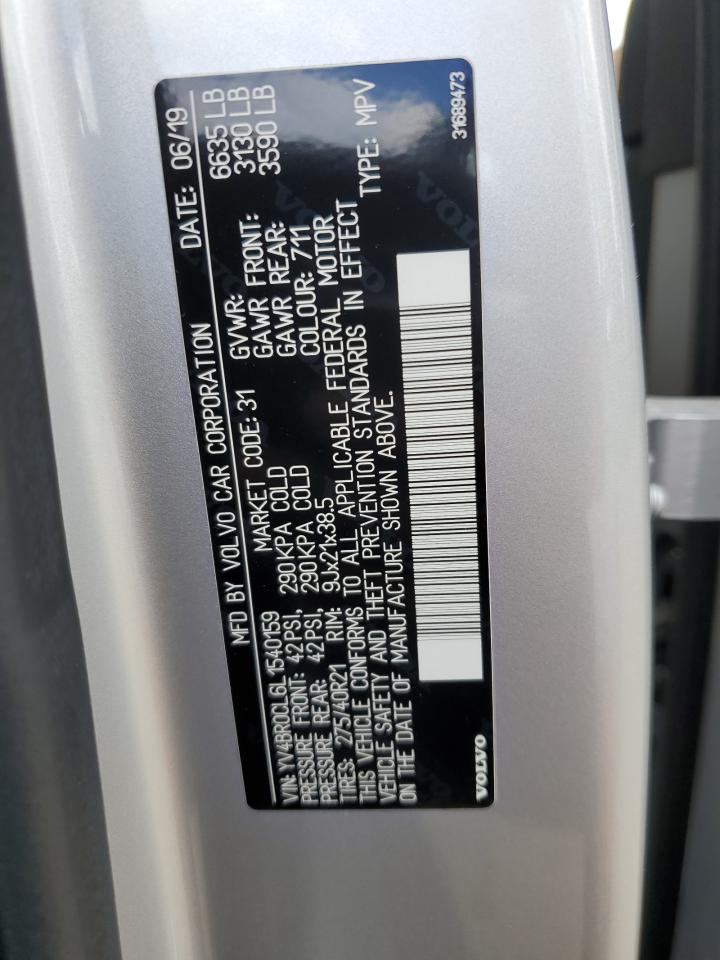 MFD BY VOLVO CAR CORPORATION DATE: 06/19
VIN: YV4BR0CL6L1540159 MARKET CODE: 31 GVWR: 6635 LB
PRESSURE FRONT: 42PSI, 290KPA COLD GAWR FRONT: 3130 LB
PRESSURE REAR: 42PSI, 290KPA COLD GAWR REAR: 3590 LB
TIRES: 275/40R21 RIM: 9Jx21x38.5 COLOUR: 711
THIS VEHICLE CONFORMS TO ALL APPLICABLE FEDERAL MOTOR
VEHICLE SAFETY AND THEFT PREVENTION STANDARDS IN EFFECT
ON THE DATE OF MANUFACTURE SHOWN ABOVE. TYPE: MPV
VOLVO 31689473